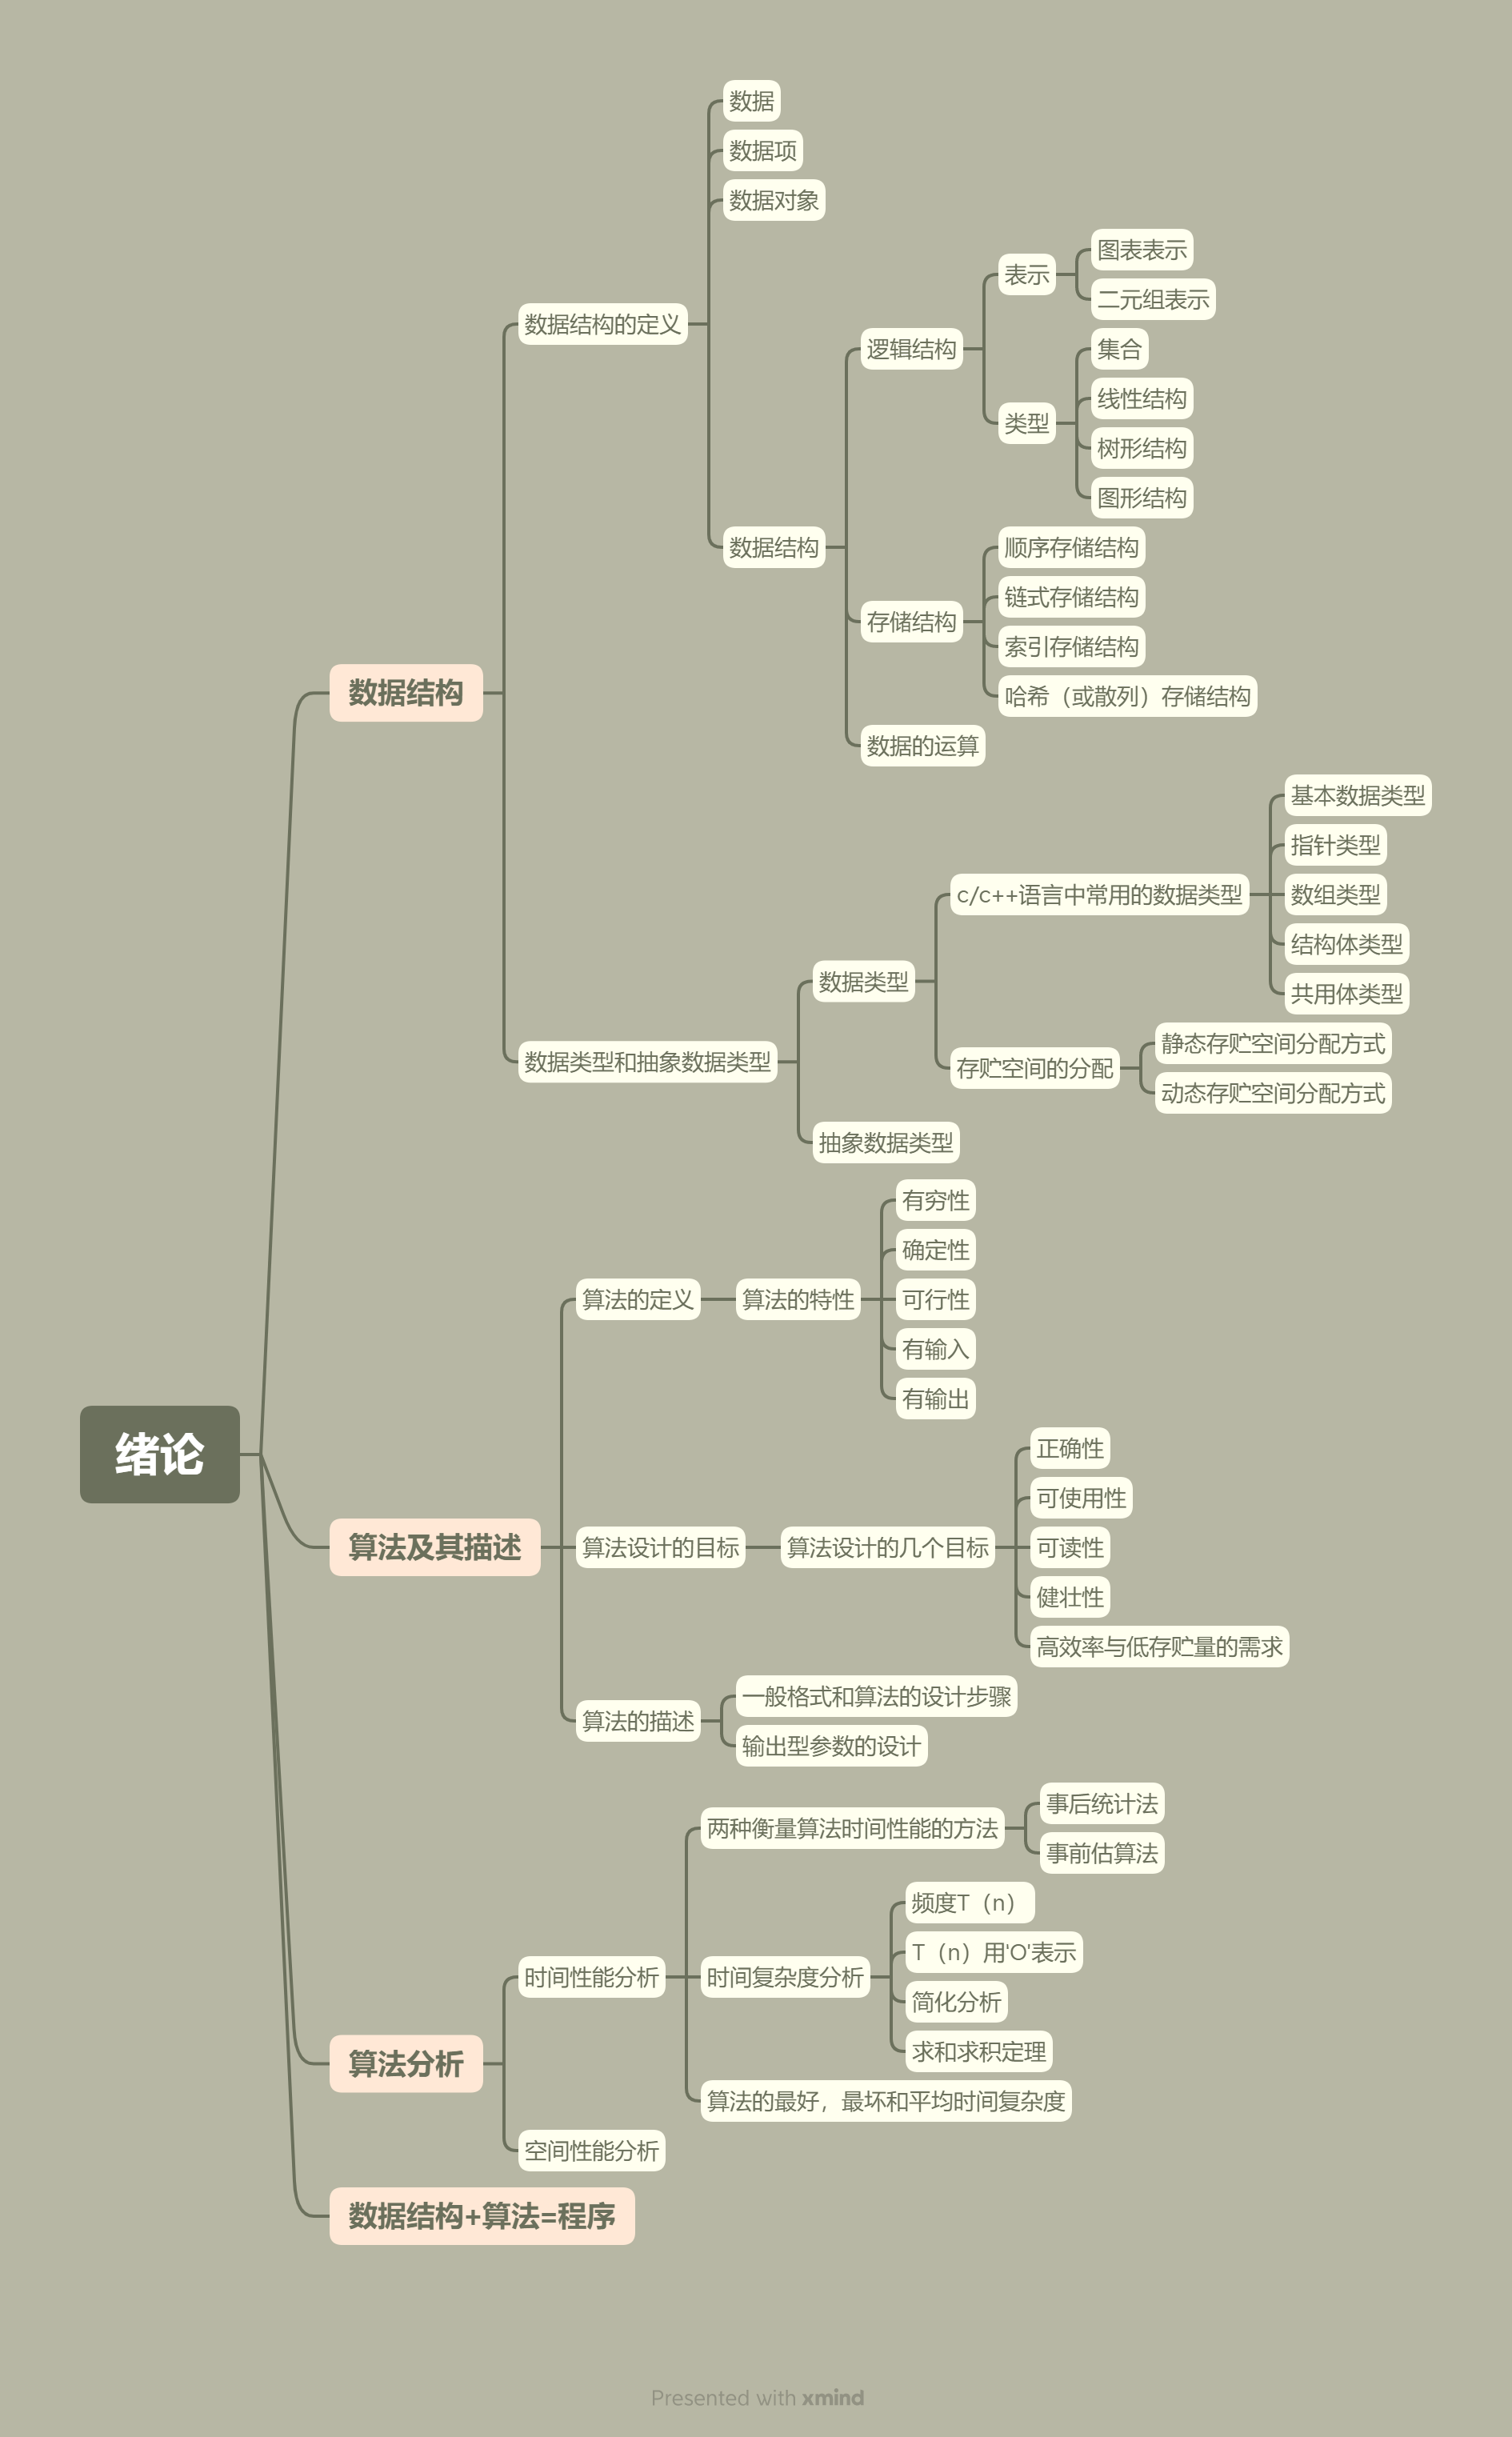 数据
数据项
数据对象
图表表示
表示
二元组表示
数据结构的定义
逻辑结构
集合
线性结构
类型
树形结构
图形结构
数据结构
顺序存储结构
链式存储结构
存储结构
索引存储结构
数据结构
哈希（或散列）存储结构
数据的运算
基本数据类型
指针类型
c/c++语言中常用的数据类型
数组类型
结构体类型
数据类型
共用体类型
静态存贮空间分配方式
数据类型和抽象数据类型
存贮空间的分配
动态存贮空间分配方式
抽象数据类型
有穷性
确定性
算法的定义
算法的特性
可行性
有输入
有输出
绪论
正确性
可使用性
算法及其描述
算法设计的目标
算法设计的几个目标
可读性
健壮性
高效率与低存贮量的需求
一般格式和算法的设计步骤
算法的描述
输出型参数的设计
事后统计法
两种衡量算法时间性能的方法
事前估算法
频度T（n）
T（n）用'O'表示
时间性能分析
时间复杂度分析
简化分析
求和求积定理
算法分析
算法的最好，最坏和平均时间复杂度
空间性能分析
数据结构+算法=程序
Presented with xmind